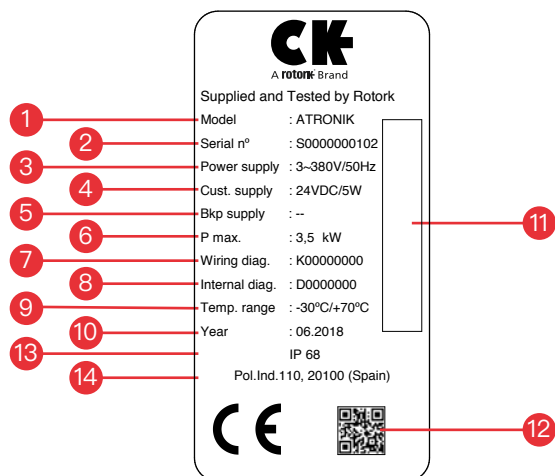 CK
A rotork Brand
Supplied and Tested by Rotork
1 Model : ATRONIK
2 Serial nº : S0000000102
3 Power supply : 3~380V/50Hz
4 Cust. supply : 24VDC/5W
5 Bkp supply : --
6 P max. : 3,5 kW
7 Wiring diag. : K00000000
8 Internal diag. : D0000000
9 Temp. range : -30ºC/+70ºC
10 Year : 06.2018
13 IP 68
14 Pol.Ind.110, 20100 (Spain)
11
CE
12